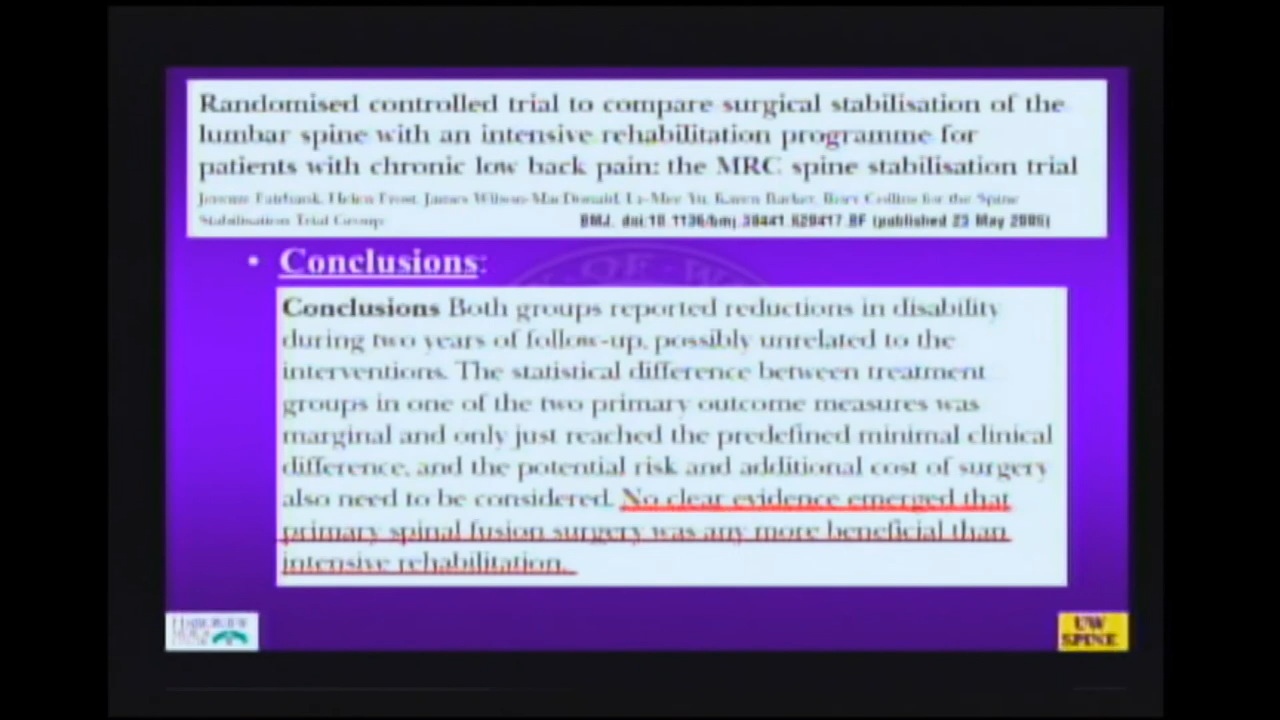 Randomised controlled trial to compare surgical stabilisation of the
lumbar spine with an intensive rehabilitation programme for
patients with chronic low back pain: the MRC spine stabilisation trial
Jeremy Fairbank, Helen Frost, James Wilson-MacDonald, Ly-Mee Yu, Karen Barker, Rory Collins for the Spine
Stabilisation Trial Group
BMJ, doi:10.1136/bmj.38441.620417.BF (published 23 May 2005)
• Conclusions:
OF W
Conclusions Both groups reported reductions in disability
during two years of follow-up, possibly unrelated to the
interventions. The statistical difference between treatment
groups in one of the two primary outcome measures was
marginal and only just reached the predefined minimal clinical
difference, and the potential risk and additional cost of surgery
also need to be considered. No clear evidence emerged that
primary spinal fusion surgery was any more beneficial than
intensive rehabilitation.
UW
SPINE